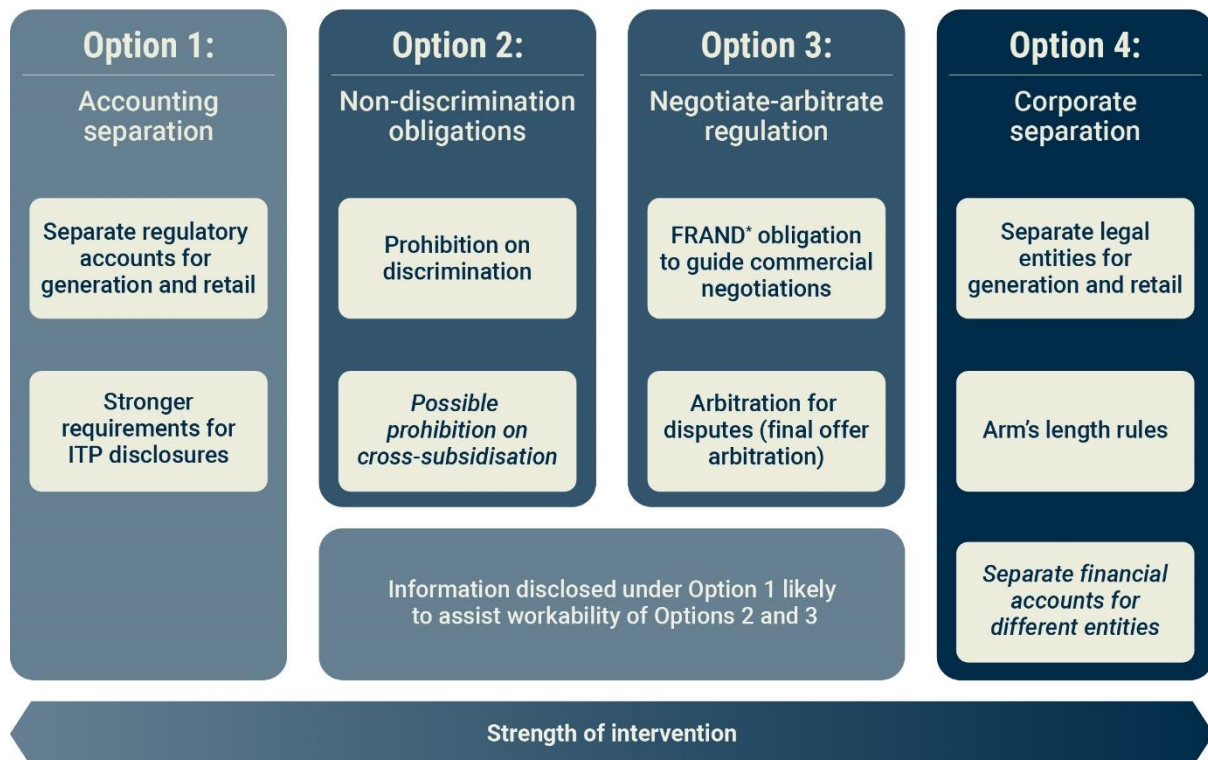 Option 1:
Accounting
separation
Separate regulatory
accounts for
generation and retail
Stronger
requirements for
ITP disclosures
Option 2:
Non-discrimination
obligations
Prohibition on
discrimination
Possible
prohibition on
cross-subsidisation
Option 3:
Negotiate-arbitrate
regulation
FRAND* obligation
to guide commercial
negotiations
Arbitration for
disputes (final offer
arbitration)
Information disclosed under Option 1 likely
to assist workability of Options 2 and 3
Option 4:
Corporate
separation
Separate legal
entities for
generation and retail
Arm’s length rules
Separate financial
accounts for
different entities
Strength of intervention